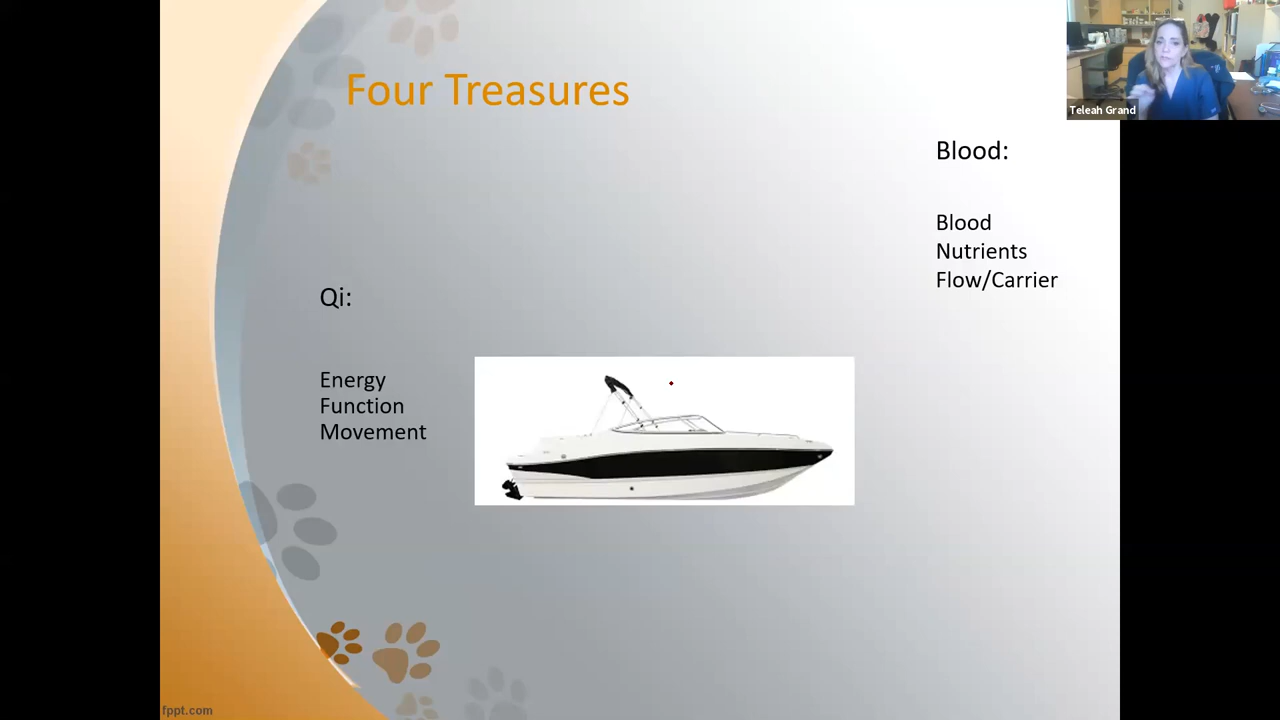 Four Treasures
Teleah Grand
Blood:
Blood
Nutrients
Flow/Carrier
Qi:
Energy
Function
Movement
fppt.com